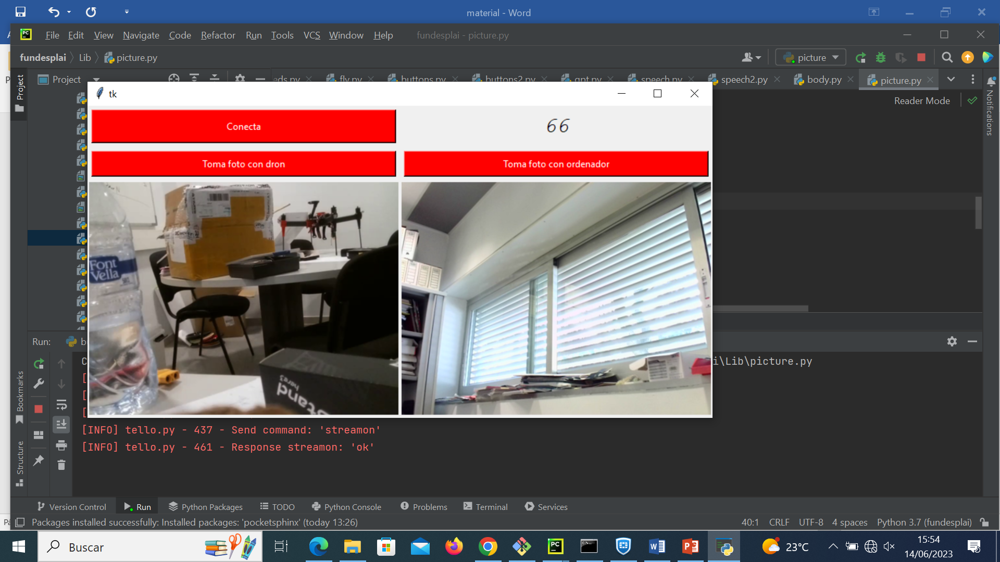 material - Word
File Edit View Navigate Code Refactor Run Tools VCS Window Help fundesplai - picture.py
fundesplai Lib picture.py picture
Project eds.py fly.py buttons.py buttons2.py gpt.py speech.py speech2.py body.py picture.py
Project
Notifications
Reader Mode
tk
Conecta 66
Toma foto con dron Toma foto con ordenador
Font
Vella
Run: b
C i\Lib\picture.py
[
[
[
[INFO] tello.py - 437 - Send command: 'streamon'
[INFO] tello.py - 461 - Response streamon: 'ok'
Bookmarks
Structure
Version Control Run Python Packages TODO Python Console Problems Terminal Services
Packages installed successfully: Installed packages: 'pocketsphinx' (today 13:26) 40:1 CRLF UTF-8 4 spaces Python 3.7 (fundesplai)
Buscar 23°C 15:54
14/06/2023